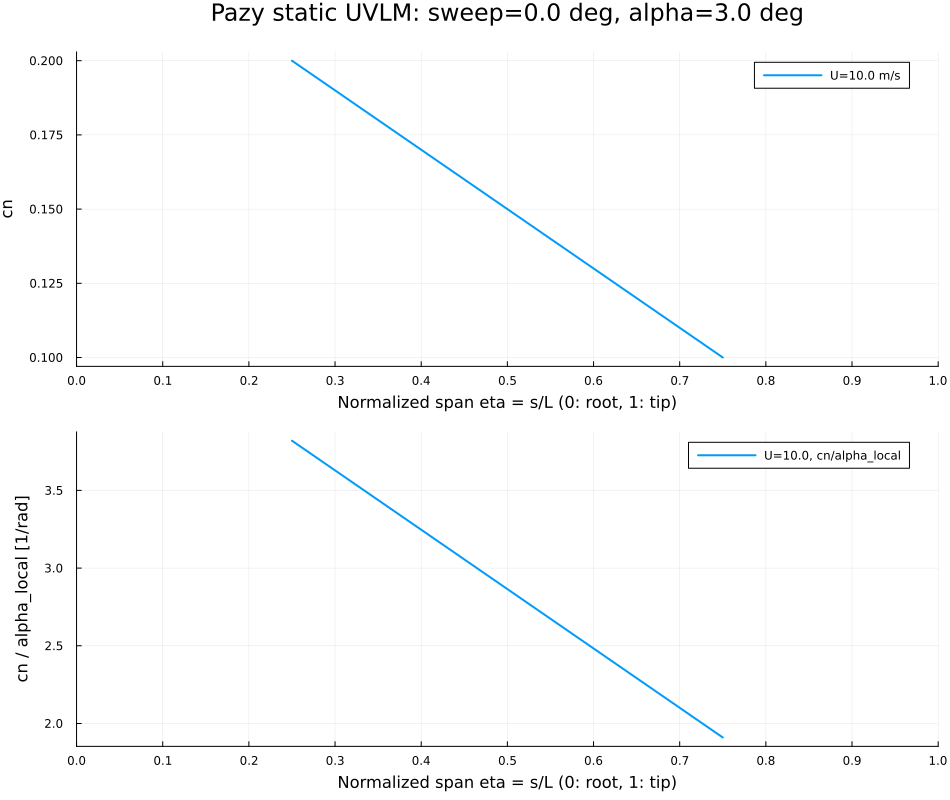 Pazy static UVLM: sweep=0.0 deg, alpha=3.0 deg
U=10.0 m/s
cn
0.200
0.175
0.150
0.125
0.100
0.0 0.1 0.2 0.3 0.4 0.5 0.6 0.7 0.8 0.9 1.0
Normalized span eta = s/L (0: root, 1: tip)
U=10.0, cn/alpha_local
cn / alpha_local [1/rad]
3.5
3.0
2.5
2.0
0.0 0.1 0.2 0.3 0.4 0.5 0.6 0.7 0.8 0.9 1.0
Normalized span eta = s/L (0: root, 1: tip)